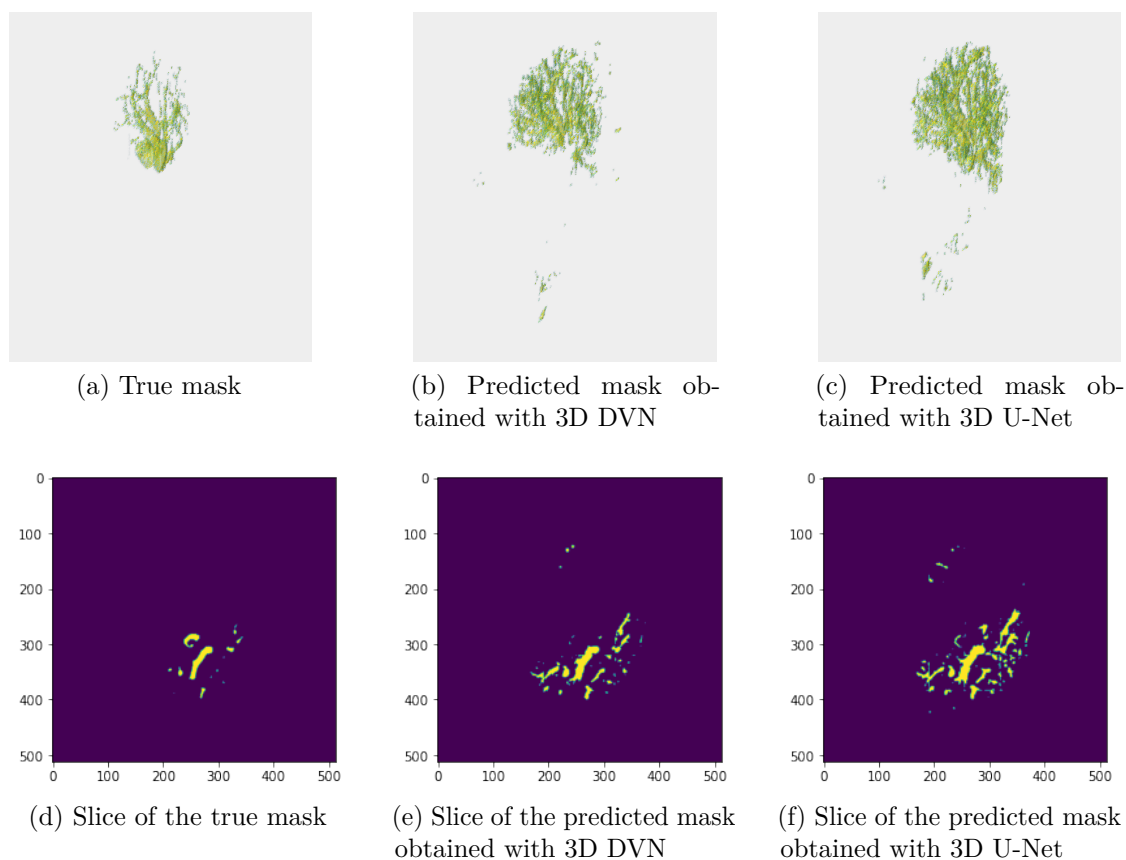 (a) True mask
(b) Predicted mask ob-
tained with 3D DVN
(c) Predicted mask ob-
tained with 3D U-Net
0
100
200
300
400
500
0 100 200 300 400 500
0
100
200
300
400
500
0 100 200 300 400 500
0
100
200
300
400
500
0 100 200 300 400 500
(d) Slice of the true mask
(e) Slice of the predicted mask
obtained with 3D DVN
(f) Slice of the predicted mask
obtained with 3D U-Net